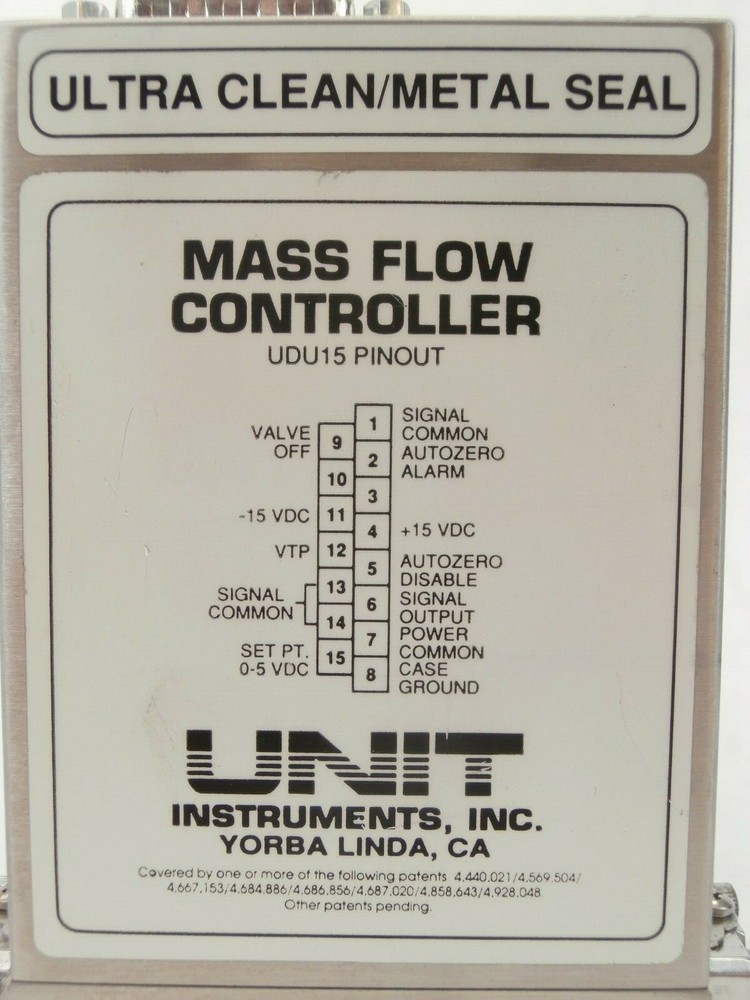 ULTRA CLEAN/METAL SEAL
MASS FLOW
CONTROLLER
UDU15 PINOUT
VALVE
OFF
-15 VDC
VTP
SIGNAL
COMMON
SET PT.
0-5 VDC
9
10
11
12
13
14
15
1
2
3
4
5
6
7
8
SIGNAL
COMMON
AUTOZERO
ALARM
+15 VDC
AUTOZERO
DISABLE
SIGNAL
OUTPUT
POWER
COMMON
CASE
GROUND
UNIT
INSTRUMENTS, INC.
YORBA LINDA, CA
Covered by one or more of the following patents 4,440,021/4,569,504/
4,667,153/4,684,886/4,686,856/4,687,020/4,858,643/4,928,048
Other patents pending.